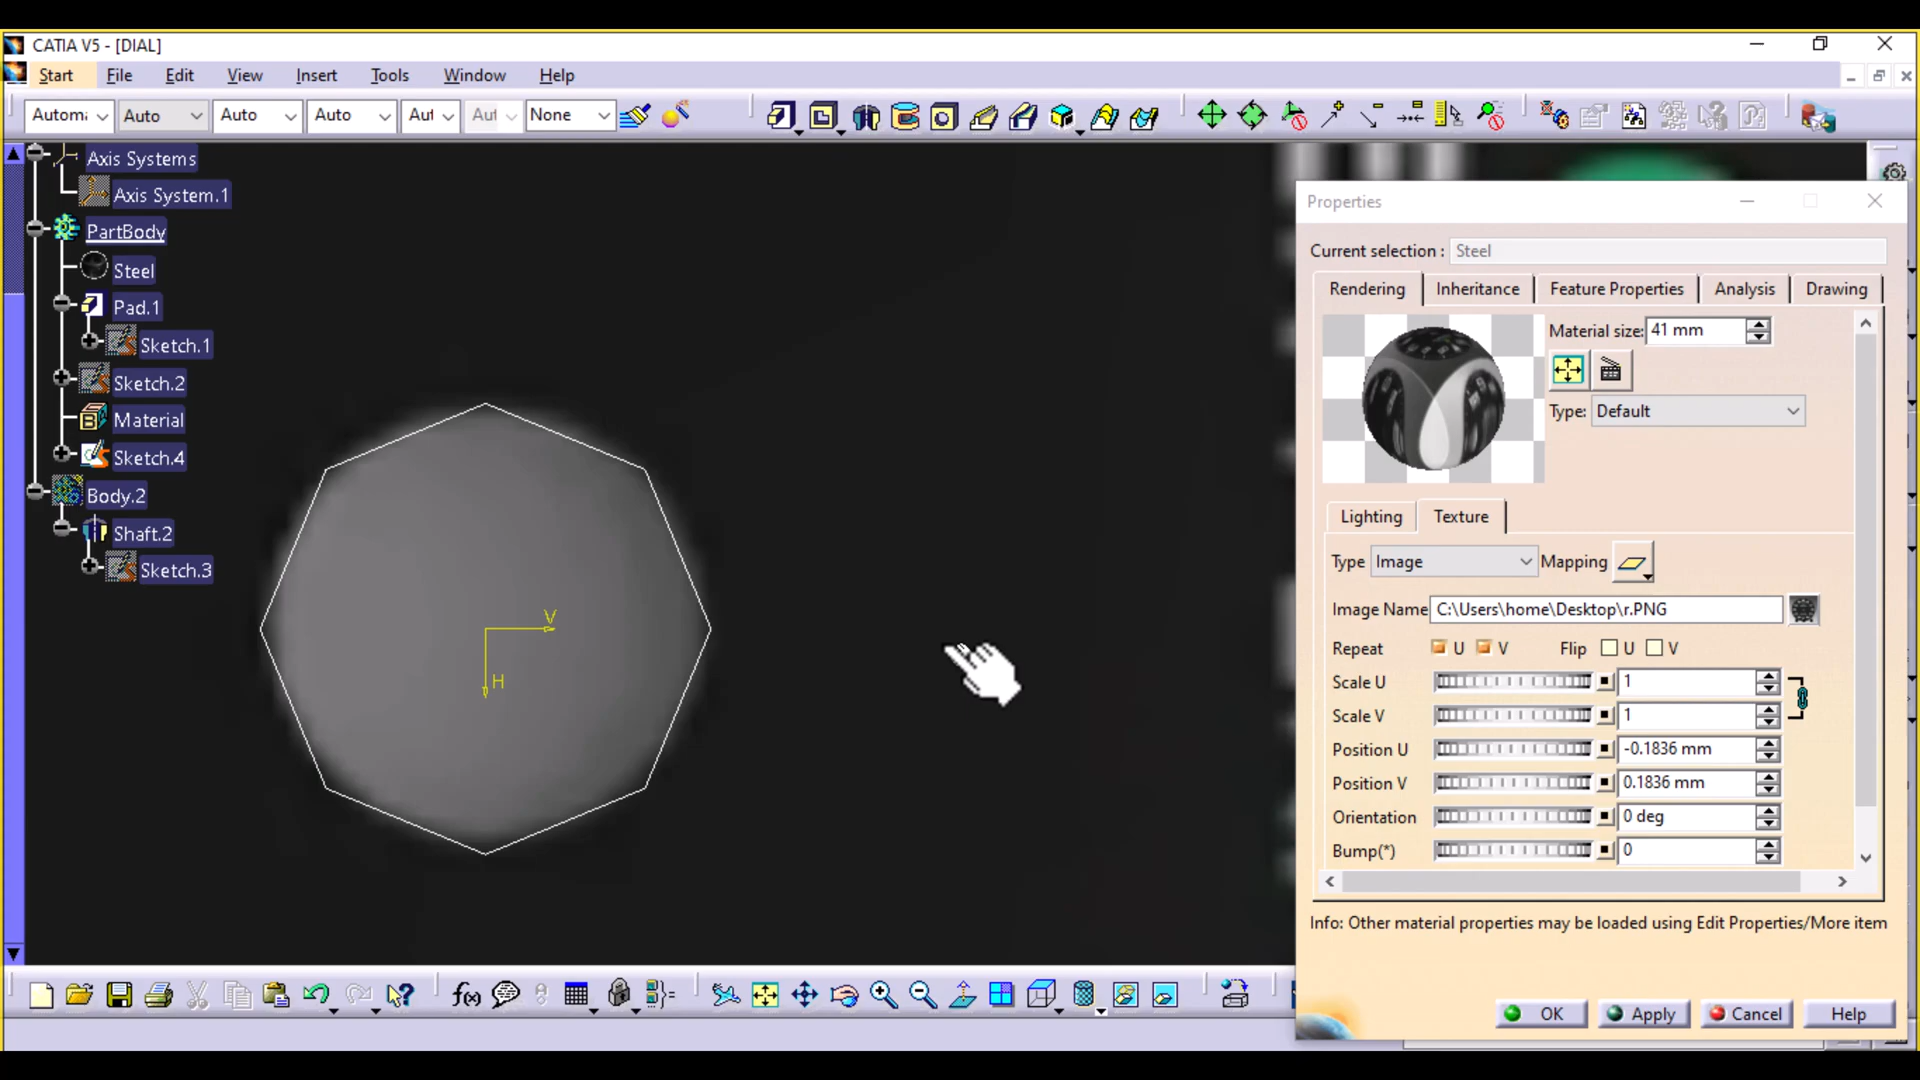 CATIA V5 - [DIAL]
Start File Edit View Insert Tools Window Help
Automa Auto Auto Auto Aut Aut None
Axis Systems
Axis System.1
PartBody
Steel
Pad.1
Sketch.1
Sketch.2
Material
Sketch.4
Body.2
Shaft.2
Sketch.3
V
H
Properties
Current selection : Steel
Rendering Inheritance Feature Properties Analysis Drawing
Material size: 41 mm
Type: Default
Lighting Texture
Type Image Mapping
Image Name C:\Users\home\Desktop\r.PNG
Repeat U V Flip U V
Scale U 1
Scale V 1
Position U -0.1836 mm
Position V 0.1836 mm
Orientation 0 deg
Bump(*) 0
Info: Other material properties may be loaded using Edit Properties/More item
f(x)
OK Apply Cancel Help